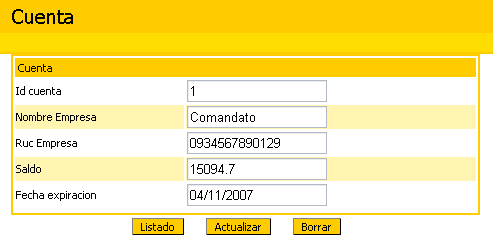 Cuenta
Cuenta
Id cuenta 1
Nombre Empresa Comandato
Ruc Empresa 0934567890129
Saldo 15094.7
Fecha expiracion 04/11/2007
Listado Actualizar Borrar